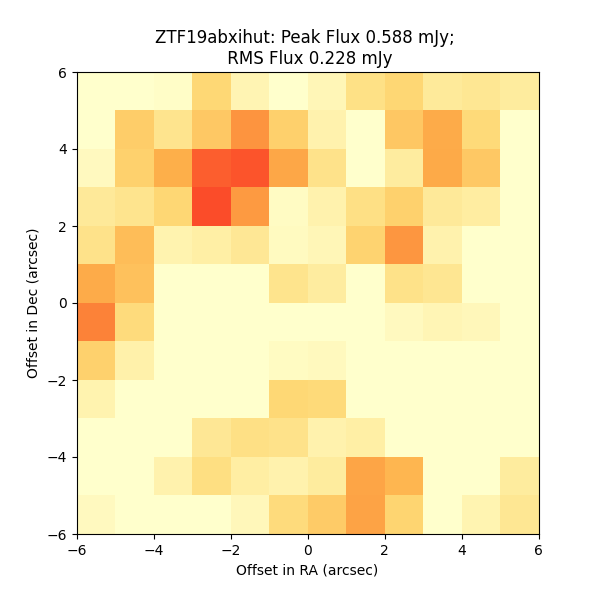 ZTF19abxihut: Peak Flux 0.588 mJy;
RMS Flux 0.228 mJy
6
4
2
0
−2
−4
−6
Offset in Dec (arcsec)
−6 −4 −2 0 2 4 6
Offset in RA (arcsec)